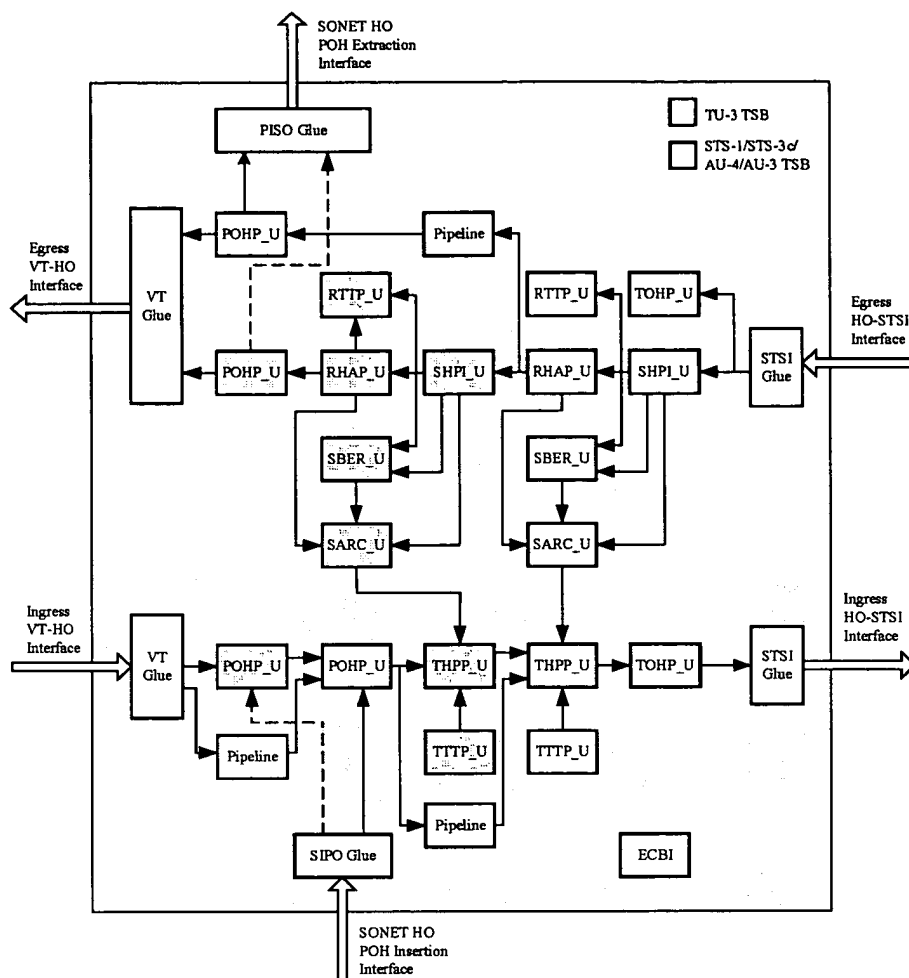 SONET HO
POH Extraction
Interface
PISO Glue
TU-3 TSB
STS-1/STS-3c/
AU-4/AU-3 TSB
POHP_U
Pipeline
Egress
VT-HO
Interface
VT
Glue
RTTP_U
RTTP_U
TOHP_U
Egress
HO-STSI
Interface
POHP_U
RHAP_U
SHPI_U
RHAP_U
SHPI_U
STSI
Glue
SBER_U
SBER_U
SARC_U
SARC_U
Ingress
VT-HO
Interface
Ingress
HO-STSI
Interface
VT
Glue
POHP_U
POHP_U
THPP_U
THPP_U
TOHP_U
STSI
Glue
Pipeline
TTTP_U
TTTP_U
Pipeline
SIPO Glue
ECBI
SONET HO
POH Insertion
Interface